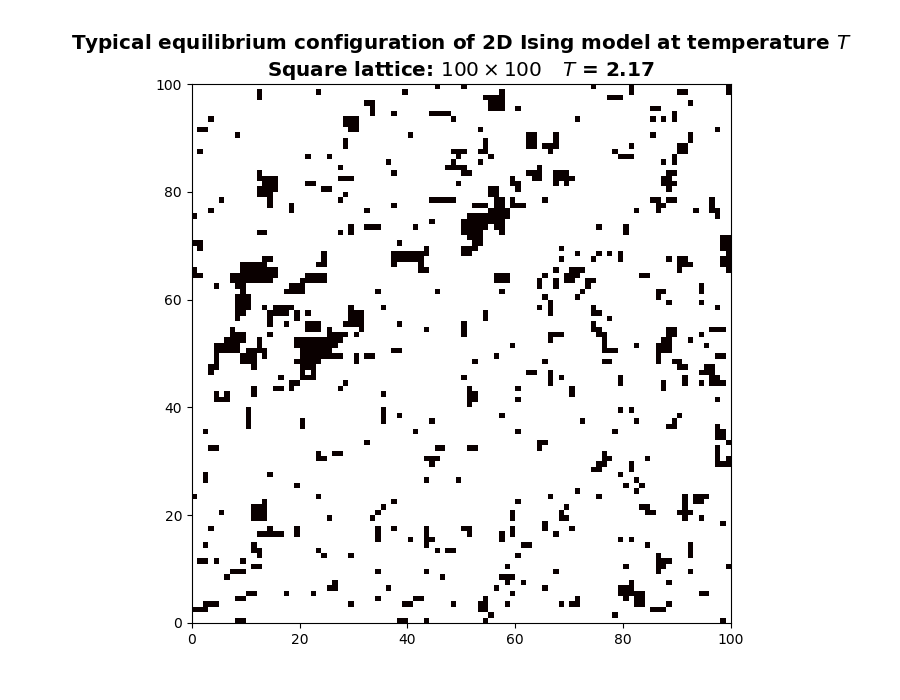 Typical equilibrium configuration of 2D Ising model at temperature T
Square lattice: 100 × 100 T = 2.17
100
80
60
40
20
0
0 20 40 60 80 100